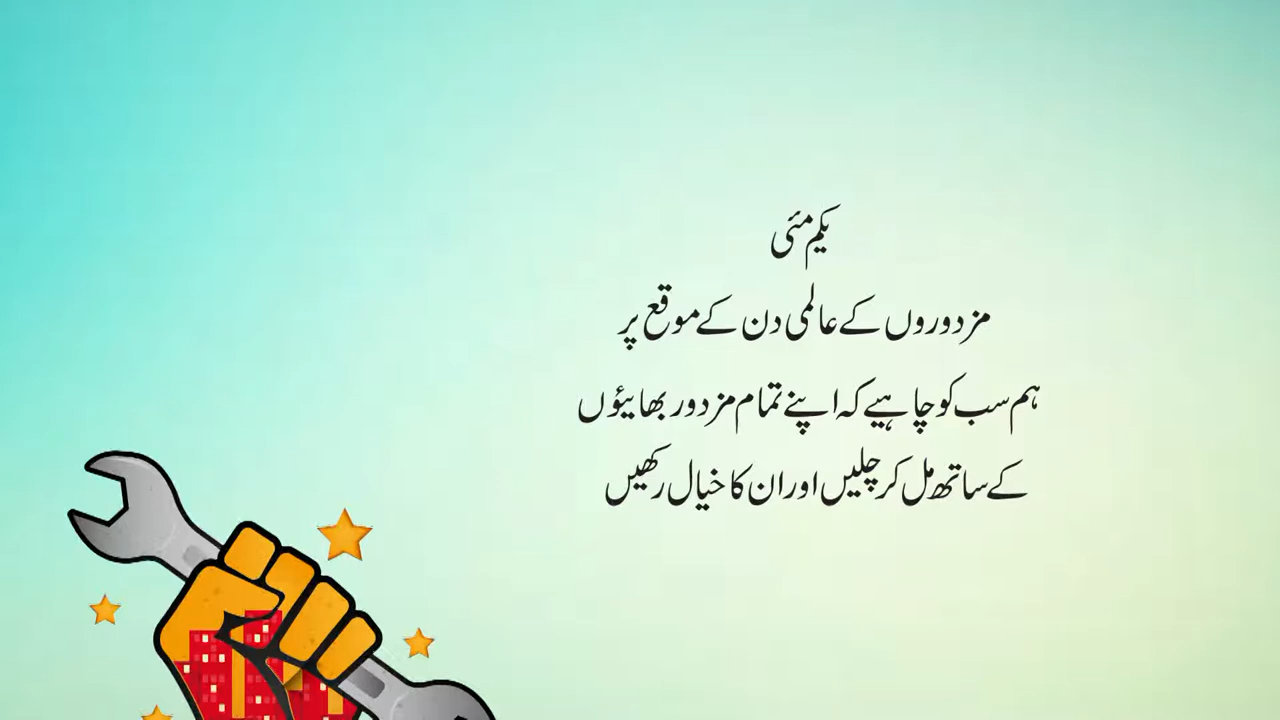 یکم مئی
مزدوروں کے عالمی دن کے موقع پر
ہم سب کو چاہیے کہ اپنے تمام مزدور بھایئوں
کے ساتھ مل کر چلیں اور ان کا خیال رکھیں